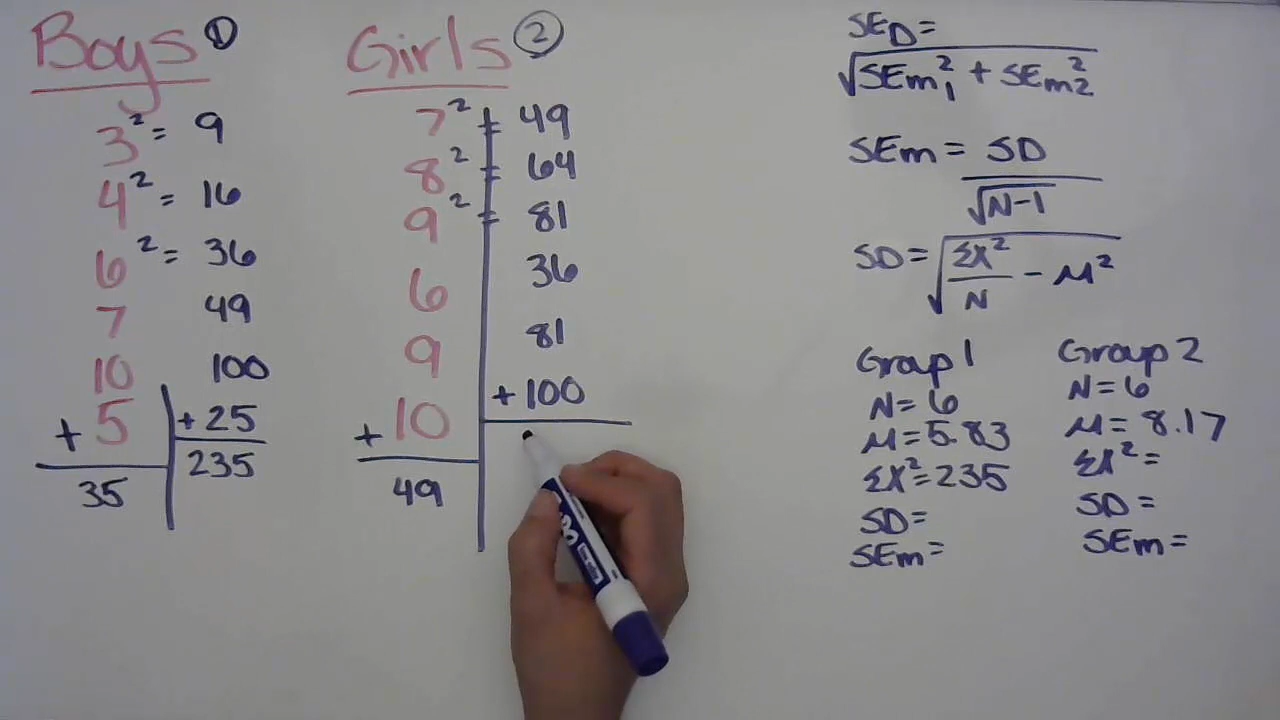 Boys 1
3² = 9
4² = 16
6² = 36
7 49
10 100
+ 5 + 25
35 235
Girls 2
7² = 49
8² = 64
9² = 81
6 36
9 81
+ 10 + 100
49
SED =
√SEm₁² + SEm2²
SEm = SD
√N-1
SD = √ΣX²/N - μ²
Group 1
N = 6
μ = 5.83
ΣX² = 235
SD =
SEm =
Group 2
N = 6
μ = 8.17
ΣX² =
SD =
SEm =